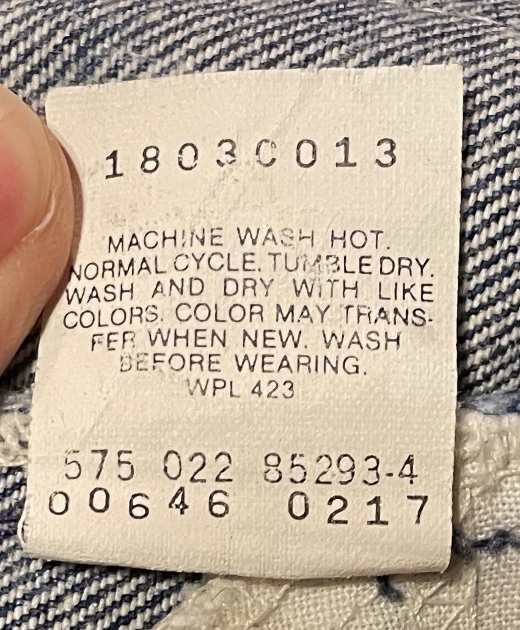 18030013
MACHINE WASH HOT.
NORMAL CYCLE. TUMBLE DRY.
WASH AND DRY WITH LIKE
COLORS. COLOR MAY TRANS-
FER WHEN NEW. WASH
BEFORE WEARING.
WPL 423
575 022 85293-4
00646 0217